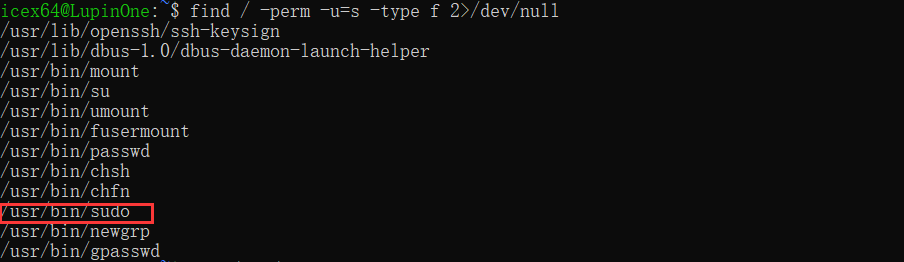 icex64@LupinOne:~$ find / -perm -u=s -type f 2>/dev/null
/usr/lib/openssh/ssh-keysign
/usr/lib/dbus-1.0/dbus-daemon-launch-helper
/usr/bin/mount
/usr/bin/su
/usr/bin/umount
/usr/bin/fusermount
/usr/bin/passwd
/usr/bin/chsh
/usr/bin/chfn
/usr/bin/sudo
/usr/bin/newgrp
/usr/bin/gpasswd